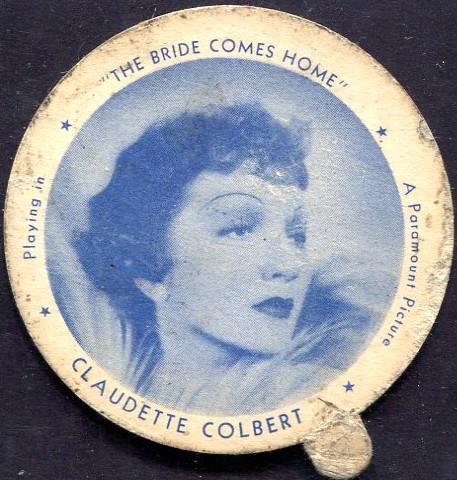 CLAUDETTE COLBERT
Playing in
"THE BRIDE COMES HOME"
A Paramount Picture